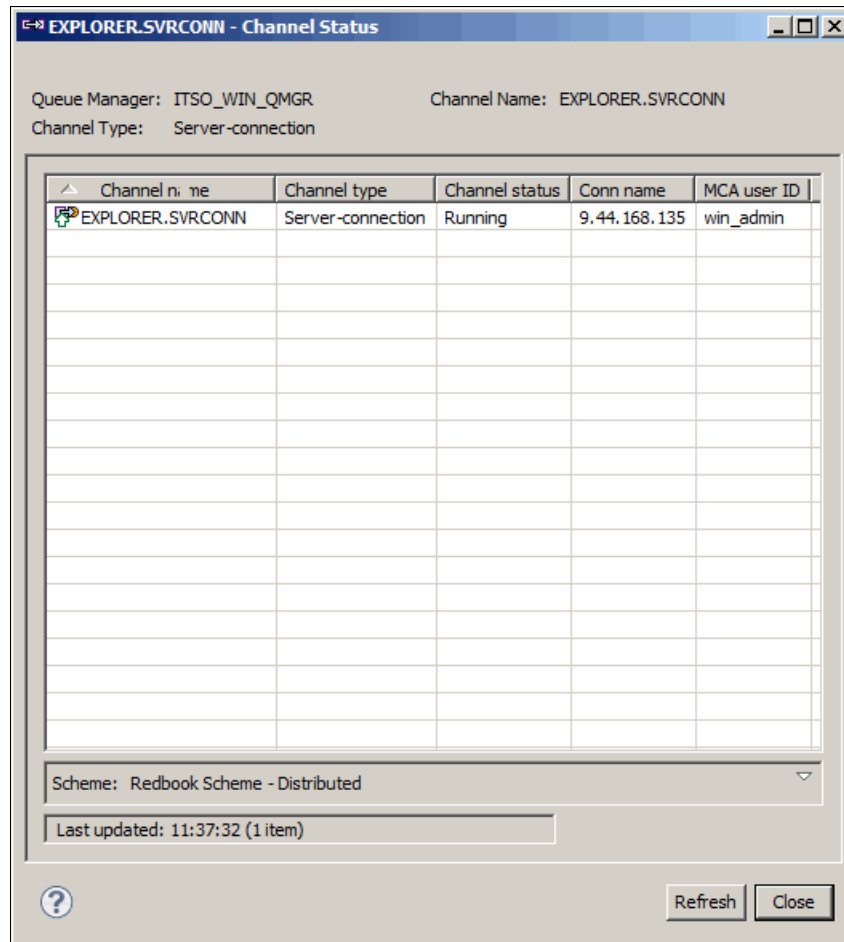 EXPLORER.SVRCONN - Channel Status
Queue Manager: ITSO_WIN_QMGR Channel Name: EXPLORER.SVRCONN
Channel Type: Server-connection
Channel name Channel type Channel status Conn name MCA user ID
EXPLORER.SVRCONN Server-connection Running 9.44.168.135 win_admin
Scheme: Redbook Scheme - Distributed
Last updated: 11:37:32 (1 item)
? Refresh Close